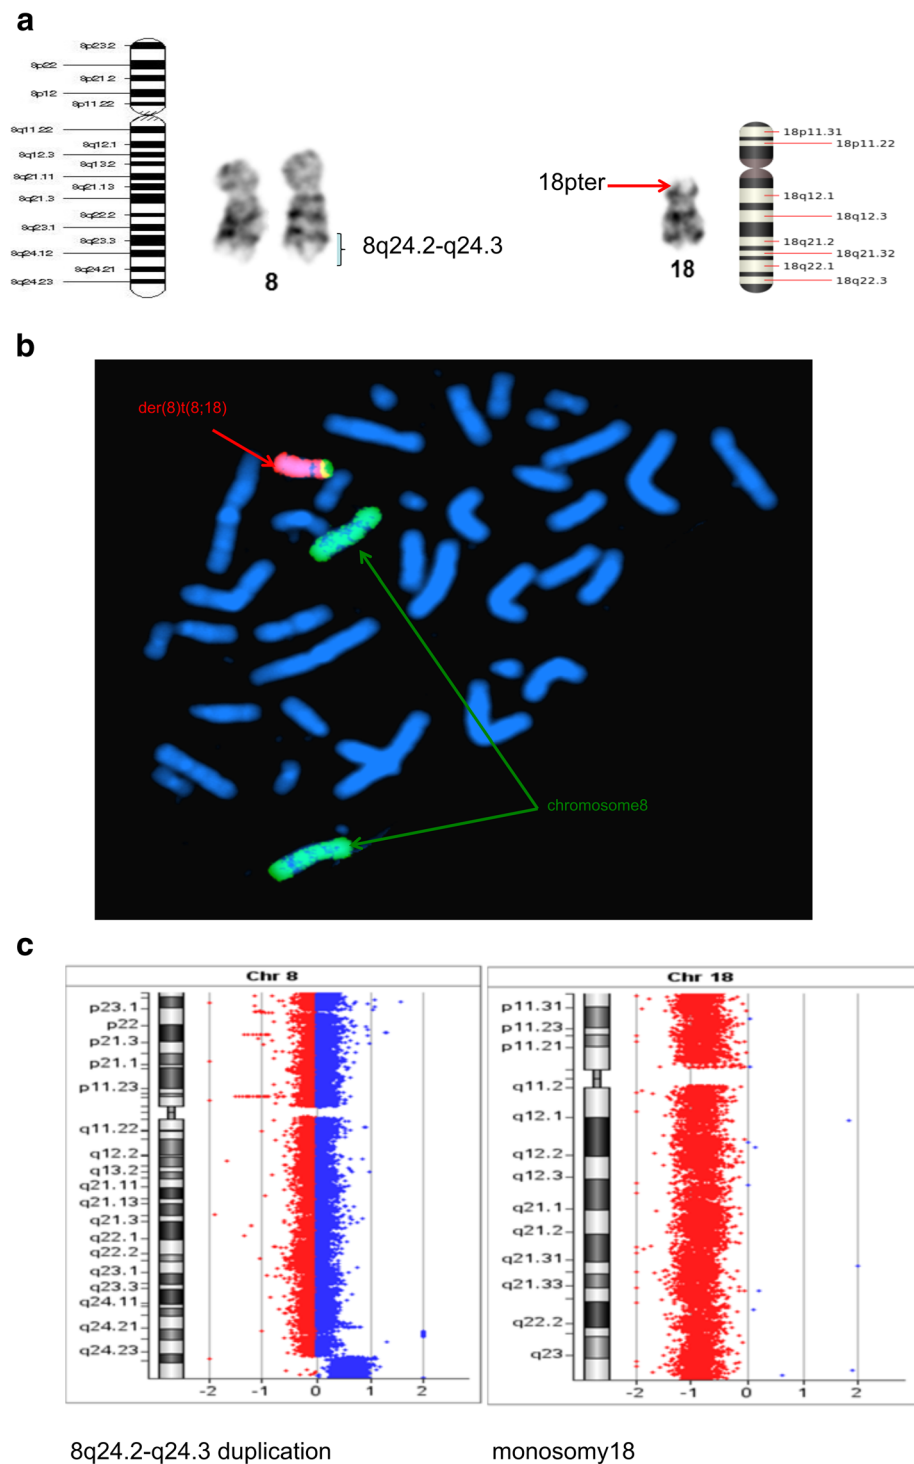 a
8p23.2
8p22
8p21.2
8p12
8p11.22
8q11.22
8q12.1
8q12.3
8q13.2
8q21.11
8q21.13
8q21.3
8q22.2
8q23.1
8q23.3
8q24.12
8q24.21
8q24.23
8q24.2-q24.3
8
18pter
18
18p11.31
18p11.22
18q12.1
18q12.3
18q21.2
18q21.32
18q22.1
18q22.3
b
der(8)t(8;18)
chromosome8
c
Chr 8
p23.1
p22
p21.3
p21.1
p11.23
q11.22
q12.2
q13.2
q21.11
q21.13
q21.3
q22.1
q22.2
q23.1
q23.3
q24.11
q24.21
q24.23
-2 -1 0 1 2
8q24.2-q24.3 duplication
Chr 18
p11.31
p11.23
p11.21
q11.2
q12.1
q12.2
q12.3
q21.1
q21.2
q21.31
q21.33
q22.2
q23
-2 -1 0 1 2
monosomy18